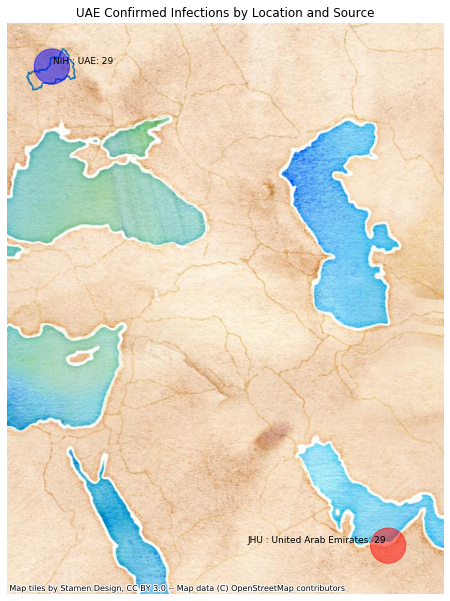 UAE Confirmed Infections by Location and Source
NIH : UAE: 29
JHU : United Arab Emirates: 29
Map tiles by Stamen Design, CC BY 3.0 -- Map data (C) OpenStreetMap contributors